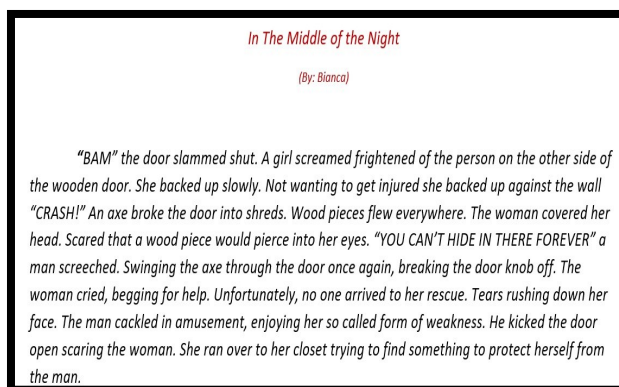 In The Middle of the Night
(By: Bianca)
“BAM” the door slammed shut. A girl screamed frightened of the person on the other side of
the wooden door. She backed up slowly. Not wanting to get injured she backed up against the wall
“CRASH!” An axe broke the door into shreds. Wood pieces flew everywhere. The woman covered her
head. Scared that a wood piece would pierce into her eyes. “YOU CAN’T HIDE IN THERE FOREVER” a
man screeched. Swinging the axe through the door once again, breaking the door knob off. The
woman cried, begging for help. Unfortunately, no one arrived to her rescue. Tears rushing down her
face. The man cackled in amusement, enjoying her so called form of weakness. He kicked the door
open scaring the woman. She ran over to her closet trying to find something to protect herself from
the man.